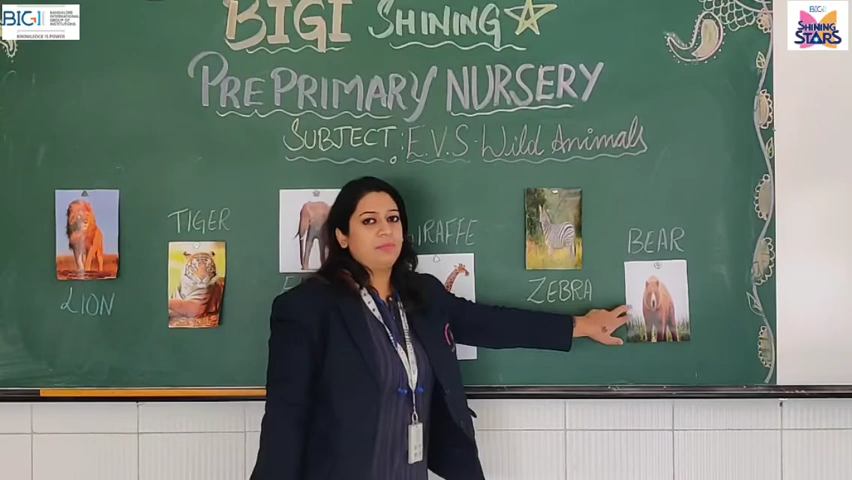 BIGI
BANGALORE
INTERNATIONAL
GROUP OF
INSTITUTIONS
KNOWLEDGE IS POWER
BIGI SHINING
PRE PRIMARY NURSERY
SUBJECT: E.V.S - Wild Animals
BIGI
SHINING
STARS
LION
TIGER
GIRAFFE
ZEBRA
BEAR